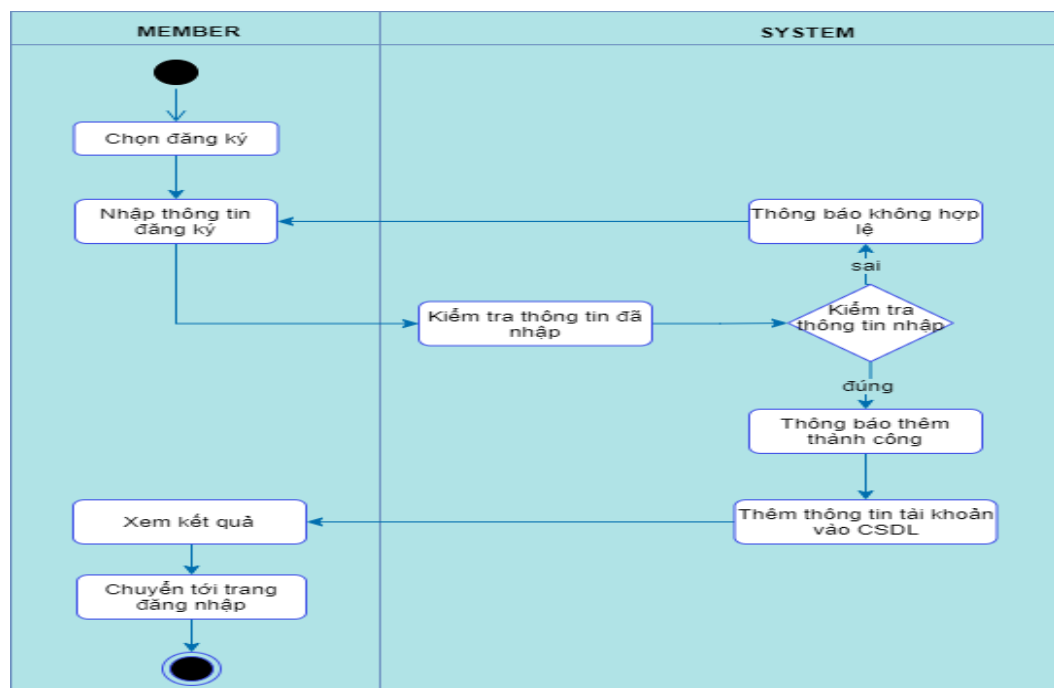 MEMBER
SYSTEM
Chọn đăng ký
Nhập thông tin
đăng ký
Thông báo không hợp
lệ
sai
Kiểm tra thông tin đã
nhập
Kiểm tra
thông tin nhập
đúng
Thông báo thêm
thành công
Xem kết quả
Thêm thông tin tài khoản
vào CSDL
Chuyển tới trang
đăng nhập